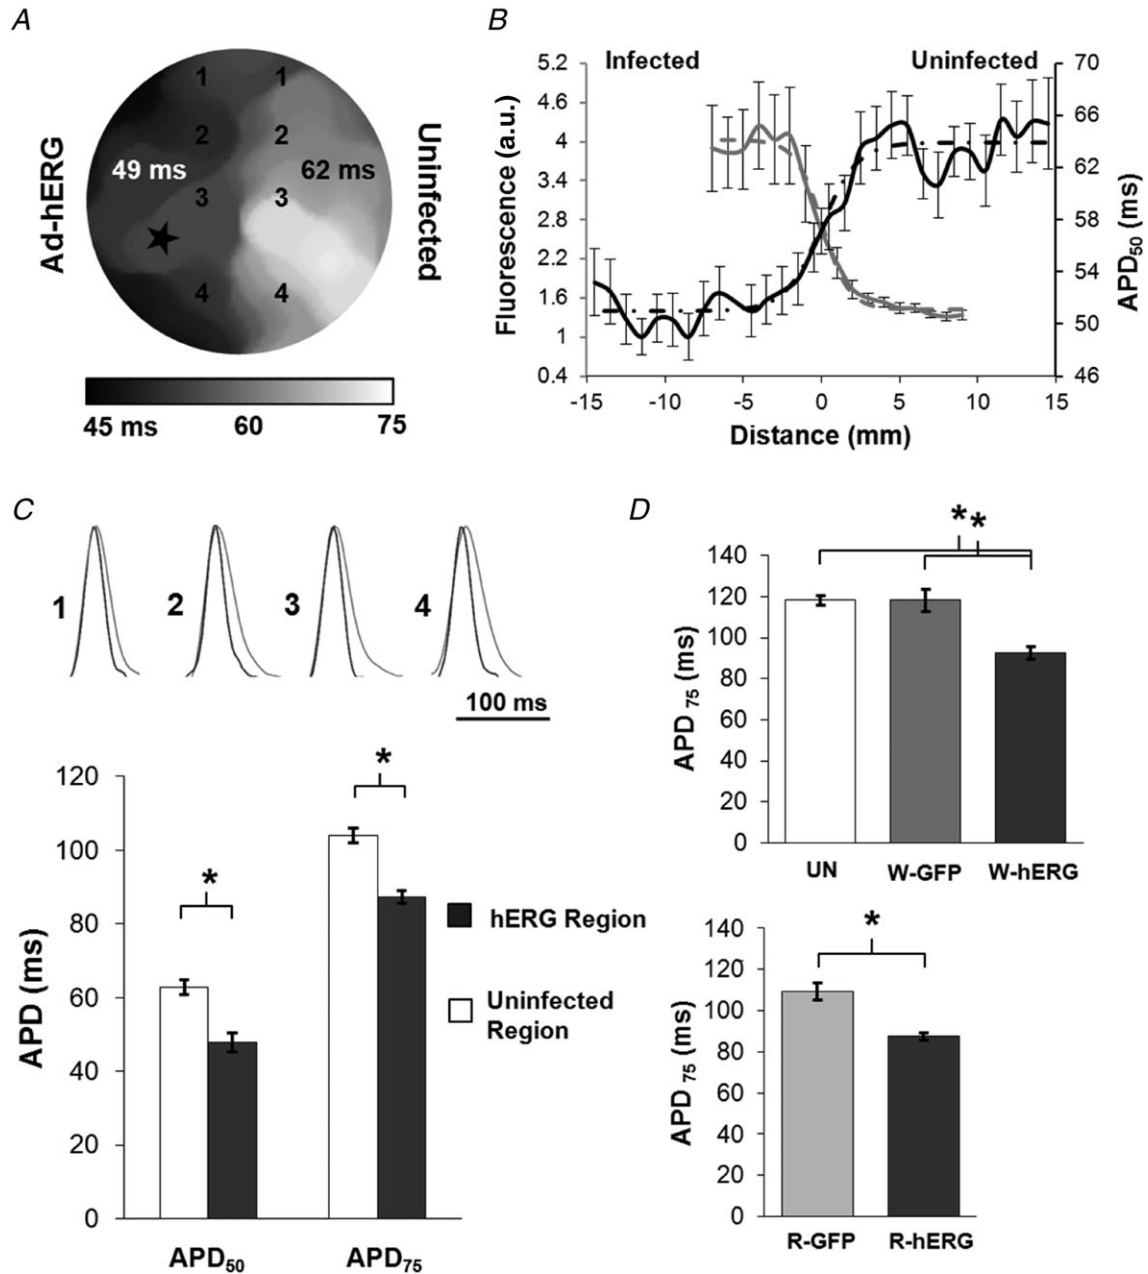 A
Ad-hERG
1
1
2
2
49 ms
62 ms
3
3
4
4
Uninfected
45 ms
60
75
B
Infected
Uninfected
Fluorescence (a.u.)
5.2
4.6
4
3.4
2.8
2.2
1.6
1
0.4
70
66
62
58
54
50
46
APD50 (ms)
-15
-10
-5
0
5
10
15
Distance (mm)
C
1
2
3
4
100 ms
APD (ms)
120
100
80
60
40
20
0
*
*
hERG Region
Uninfected
Region
APD50
APD75
D
APD 75 (ms)
140
120
100
80
60
40
20
0
* *
UN
W-GFP
W-hERG
APD 75 (ms)
140
120
100
80
60
40
20
0
*
R-GFP
R-hERG